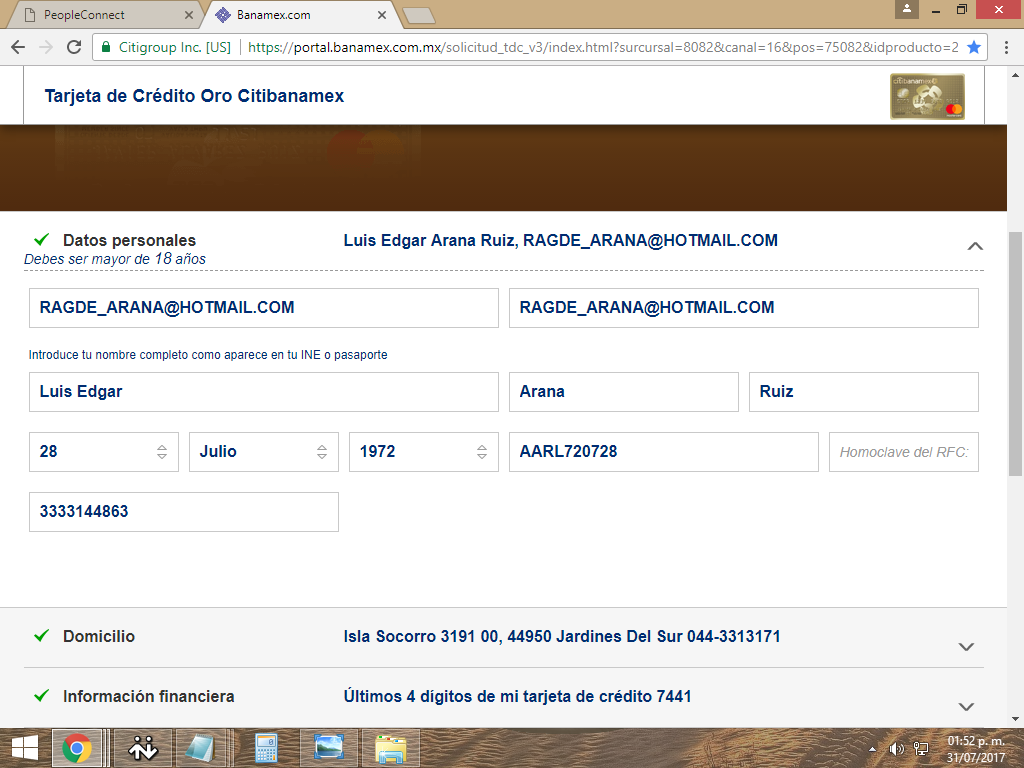 PeopleConnect
Banamex.com
Citigroup Inc. [US]
https://portal.banamex.com.mx/solicitud_tdc_v3/index.html?surcursal=8082&canal=16&pos=75082&idproducto=2
Tarjeta de Crédito Oro Citibanamex
citibanamex
Datos personales
Luis Edgar Arana Ruiz, RAGDE_ARANA@HOTMAIL.COM
Debes ser mayor de 18 años
RAGDE_ARANA@HOTMAIL.COM
RAGDE_ARANA@HOTMAIL.COM
Introduce tu nombre completo como aparece en tu INE o pasaporte
Luis Edgar
Arana
Ruiz
28
Julio
1972
AARL720728
Homoclave del RFC:
3333144863
Domicilio
Isla Socorro 3191 00, 44950 Jardines Del Sur 044-3313171
Información financiera
Últimos 4 dígitos de mi tarjeta de crédito 7441
01:52 p. m.
31/07/2017